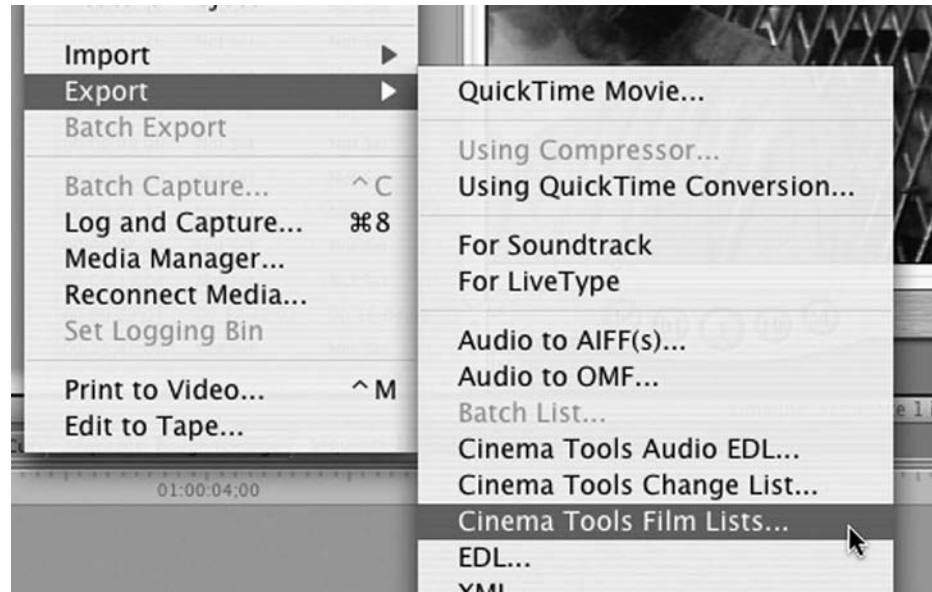 Import
Export
Batch Export
Batch Capture... ^C
Log and Capture... ⌘8
Media Manager...
Reconnect Media...
Set Logging Bin
Print to Video... ^M
Edit to Tape...
01:00:04;00
QuickTime Movie...
Using Compressor...
Using QuickTime Conversion...
For Soundtrack
For LiveType
Audio to AIFF(s)...
Audio to OMF...
Batch List...
Cinema Tools Audio EDL...
Cinema Tools Change List...
Cinema Tools Film Lists...
EDL...
XML